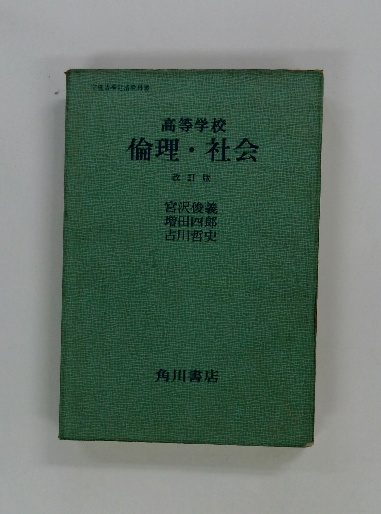 高等学校
倫理・社会
改訂版
宮沢俊義
増田四郎
古川哲史
角川書店